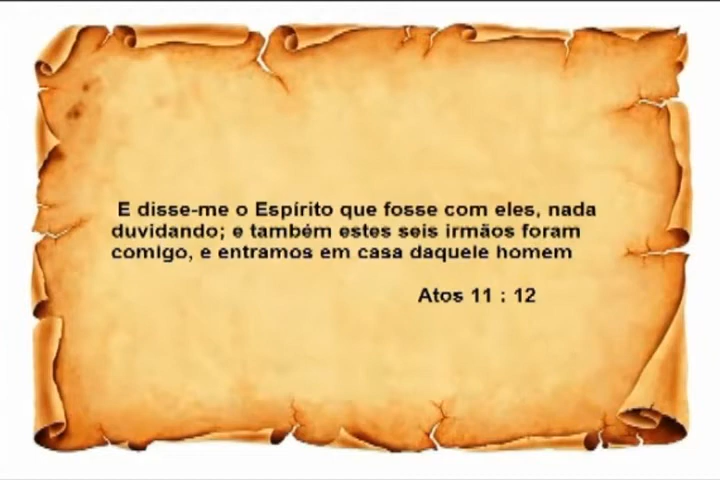 E disse-me o Espírito que fosse com eles, nada
duvidando; e também estes seis irmãos foram
comigo, e entramos em casa daquele homem
Atos 11 : 12